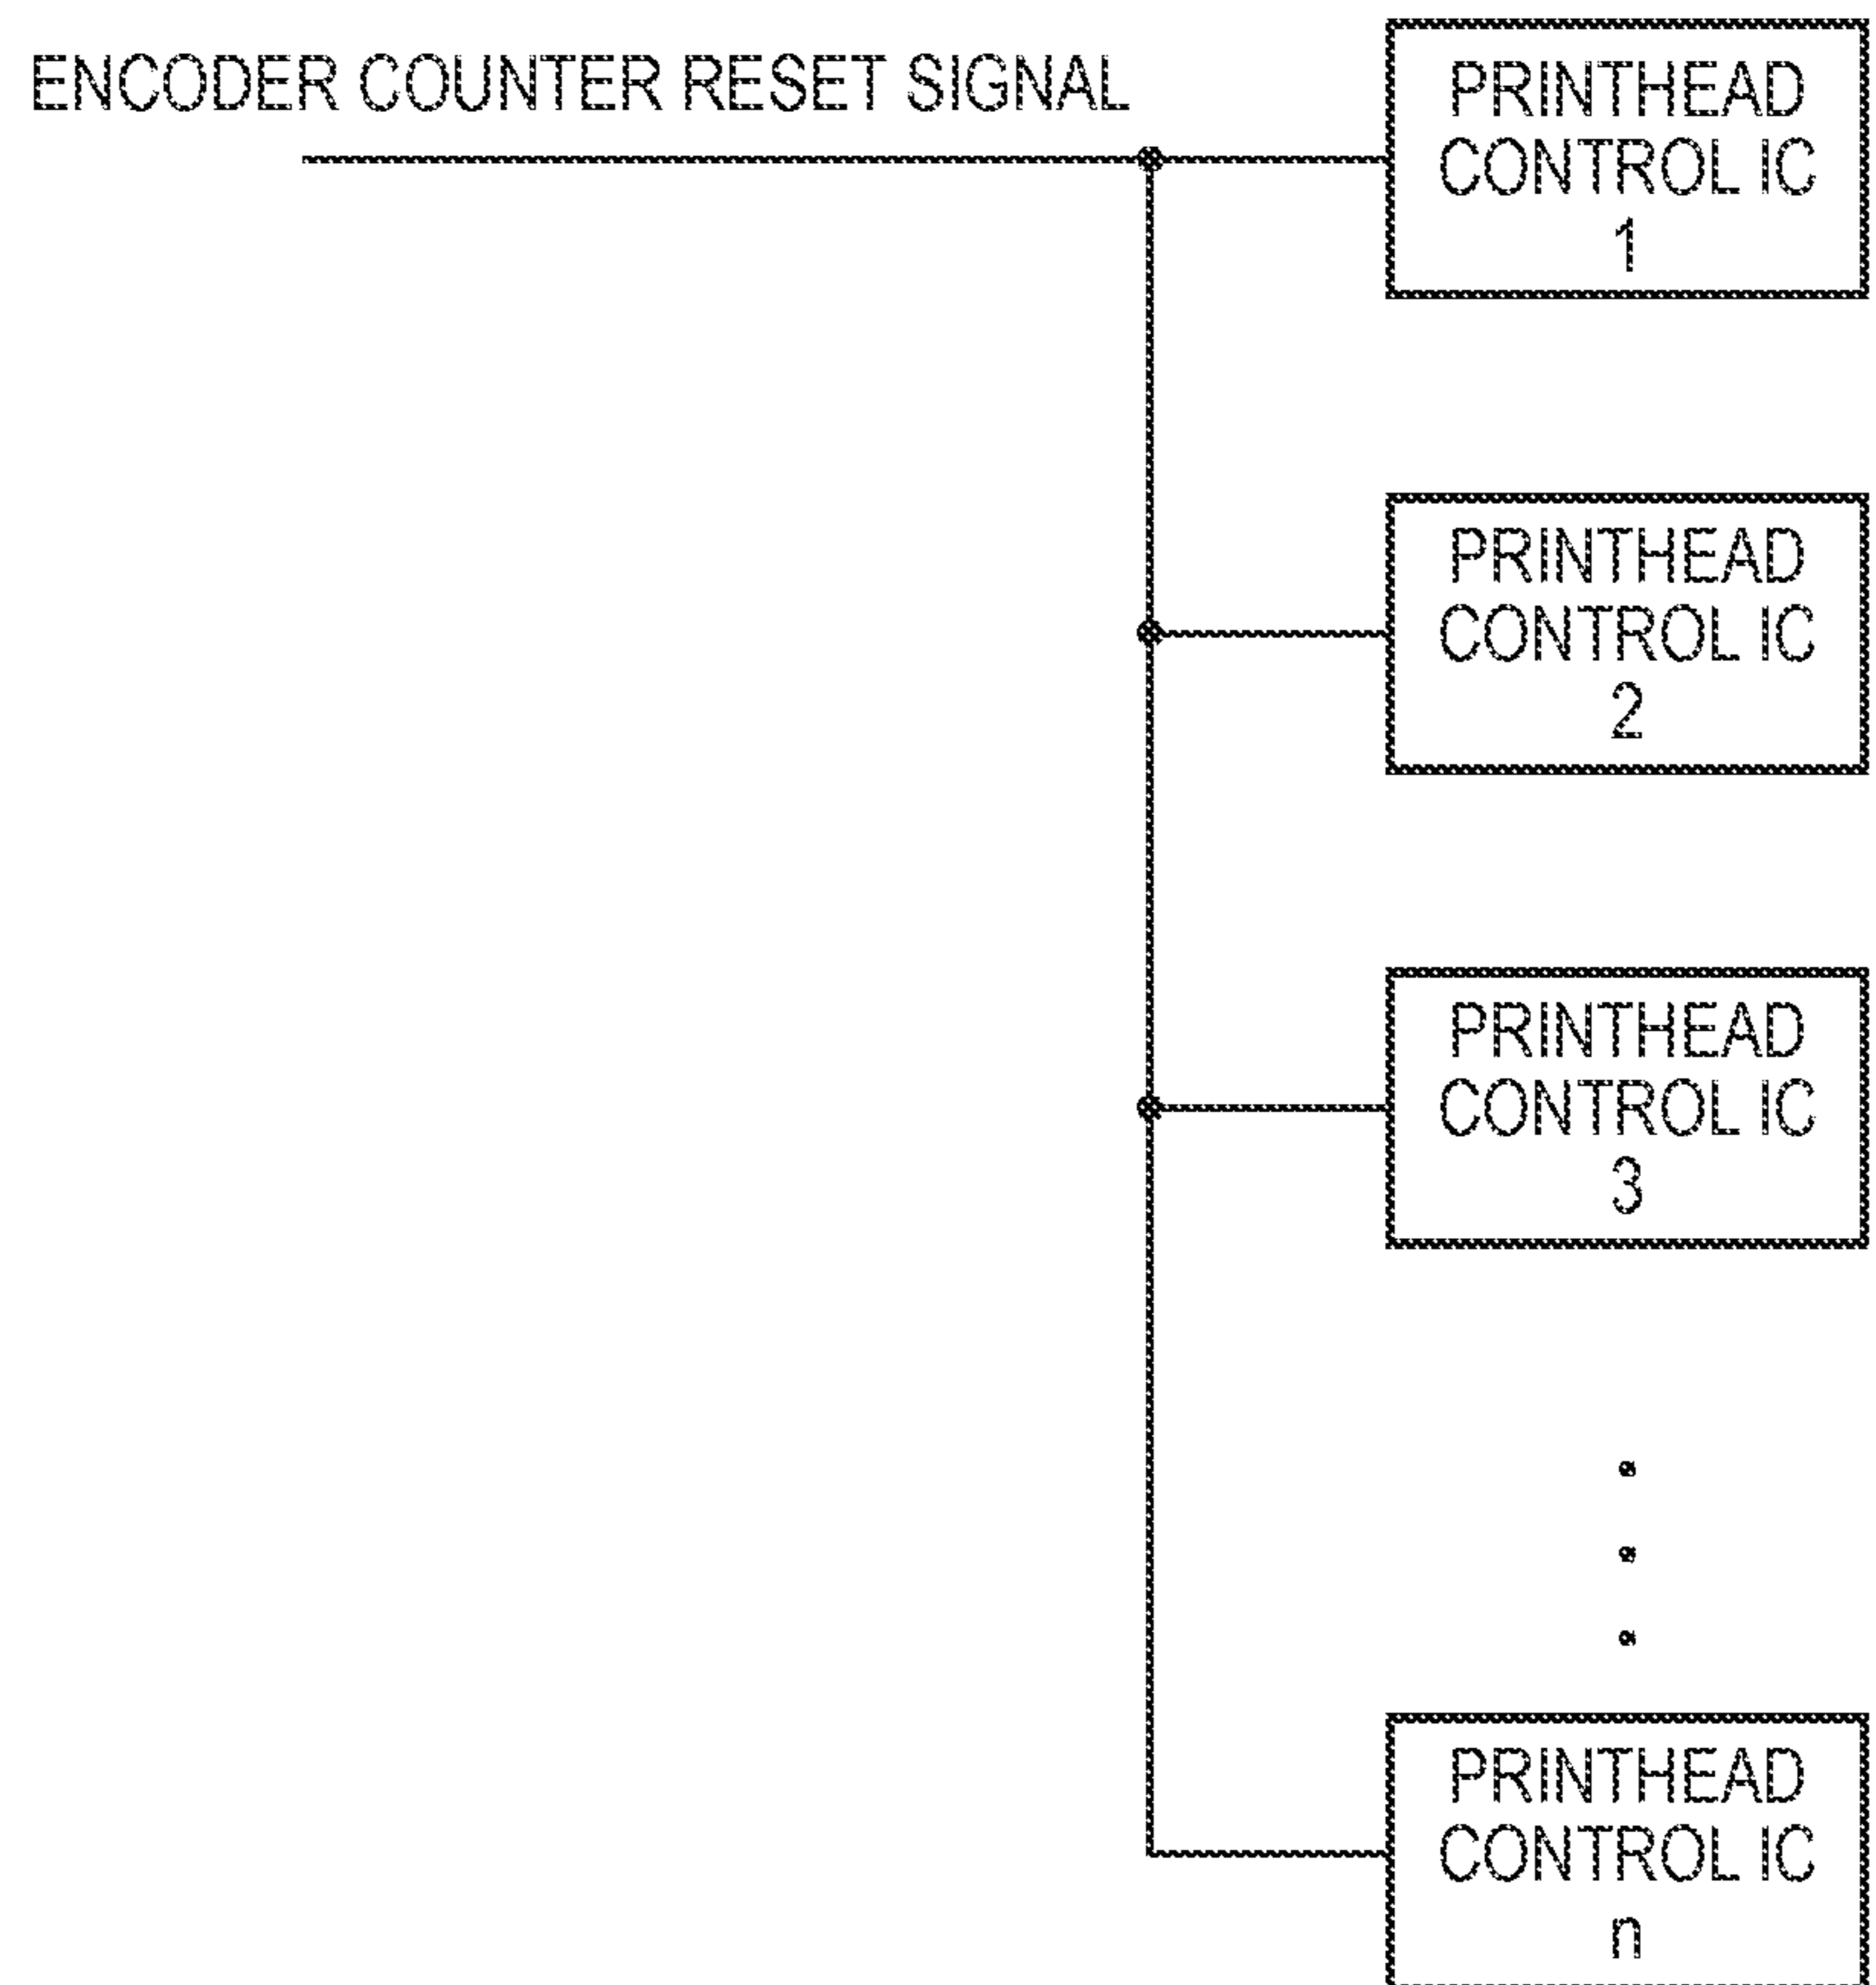 ENCODER COUNTER RESET SIGNAL
PRINTHEAD
CONTROL IC
1
PRINTHEAD
CONTROL IC
2
PRINTHEAD
CONTROL IC
3
PRINTHEAD
CONTROL IC
n